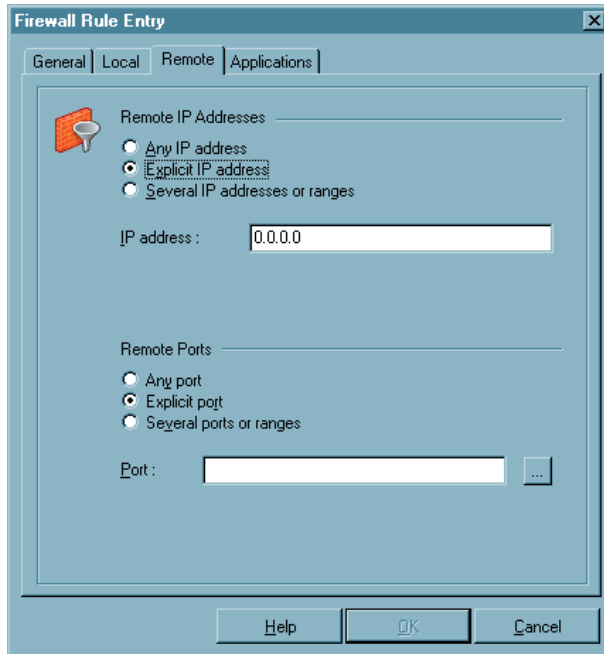 Firewall Rule Entry
General Local Remote Applications
Remote IP Addresses
Any IP address
Explicit IP address
Several IP addresses or ranges
IP address : 0.0.0.0
Remote Ports
Any port
Explicit port
Several ports or ranges
Port : ...
Help OK Cancel